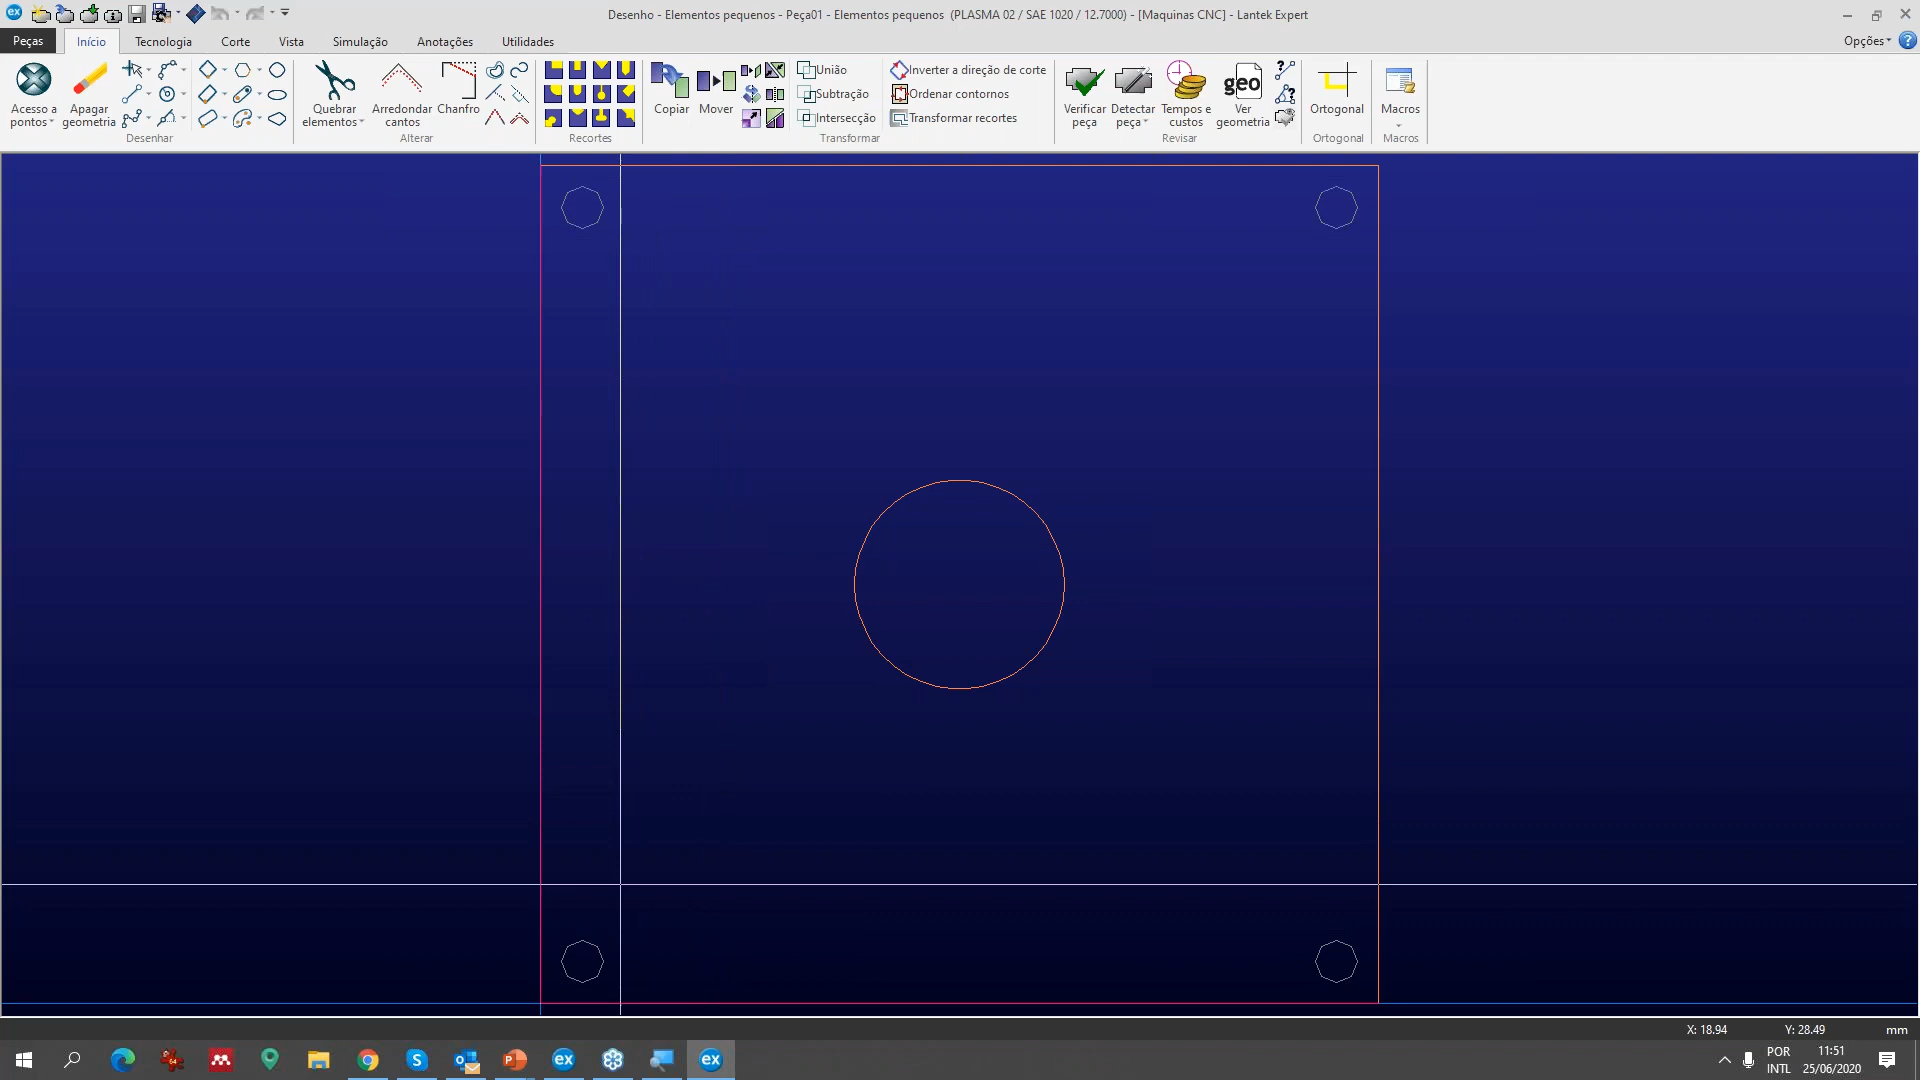 ex
Desenho - Elementos pequenos - Peça01 - Elementos pequenos (PLASMA 02 / SAE 1020 / 12.7000) - [Maquinas CNC] - Lantek Expert
Peças Início Tecnologia Corte Vista Simulação Anotações Utilidades Opções
Acesso a pontos
Apagar geometria
Desenhar
Quebrar elementos
Arredondar cantos
Chanfro
Alterar
Recortes
Copiar
Mover
União
Subtração
Intersecção
Inverter a direção de corte
Ordenar contornos
Transformar recortes
Transformar
Verificar peça
Detectar peça
Tempos e custos
geo
Ver geometria
Revisar
Ortogonal
Ortogonal
Macros
Macros
X: 18.94 Y: 28.49 mm
ex
ex
POR
INTL
11:51
25/06/2020